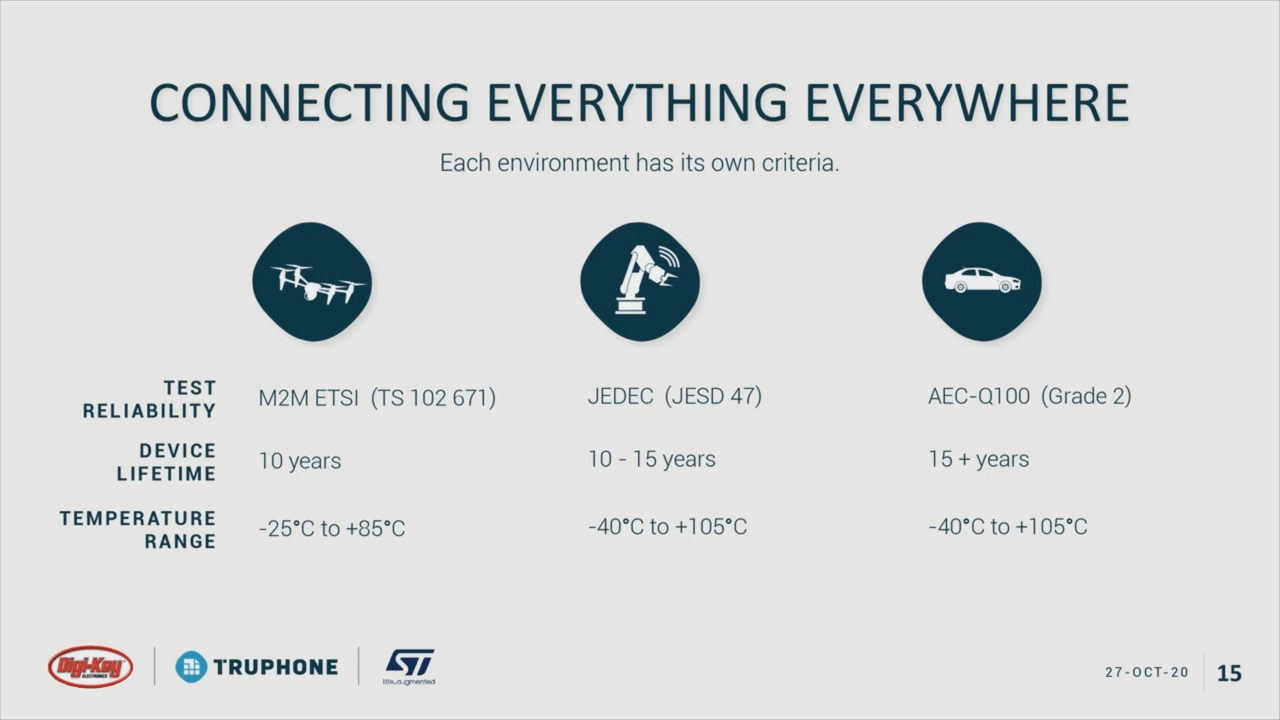 CONNECTING EVERYTHING EVERYWHERE
Each environment has its own criteria.
TEST
RELIABILITY
M2M ETSI (TS 102 671)
JEDEC (JESD 47)
AEC-Q100 (Grade 2)
DEVICE
LIFETIME
10 years
10 - 15 years
15 + years
TEMPERATURE
RANGE
-25°C to +85°C
-40°C to +105°C
-40°C to +105°C
Digi-Key
ELECTRONICS
TRUPHONE
ST
life.augmented
27-OCT-20
15